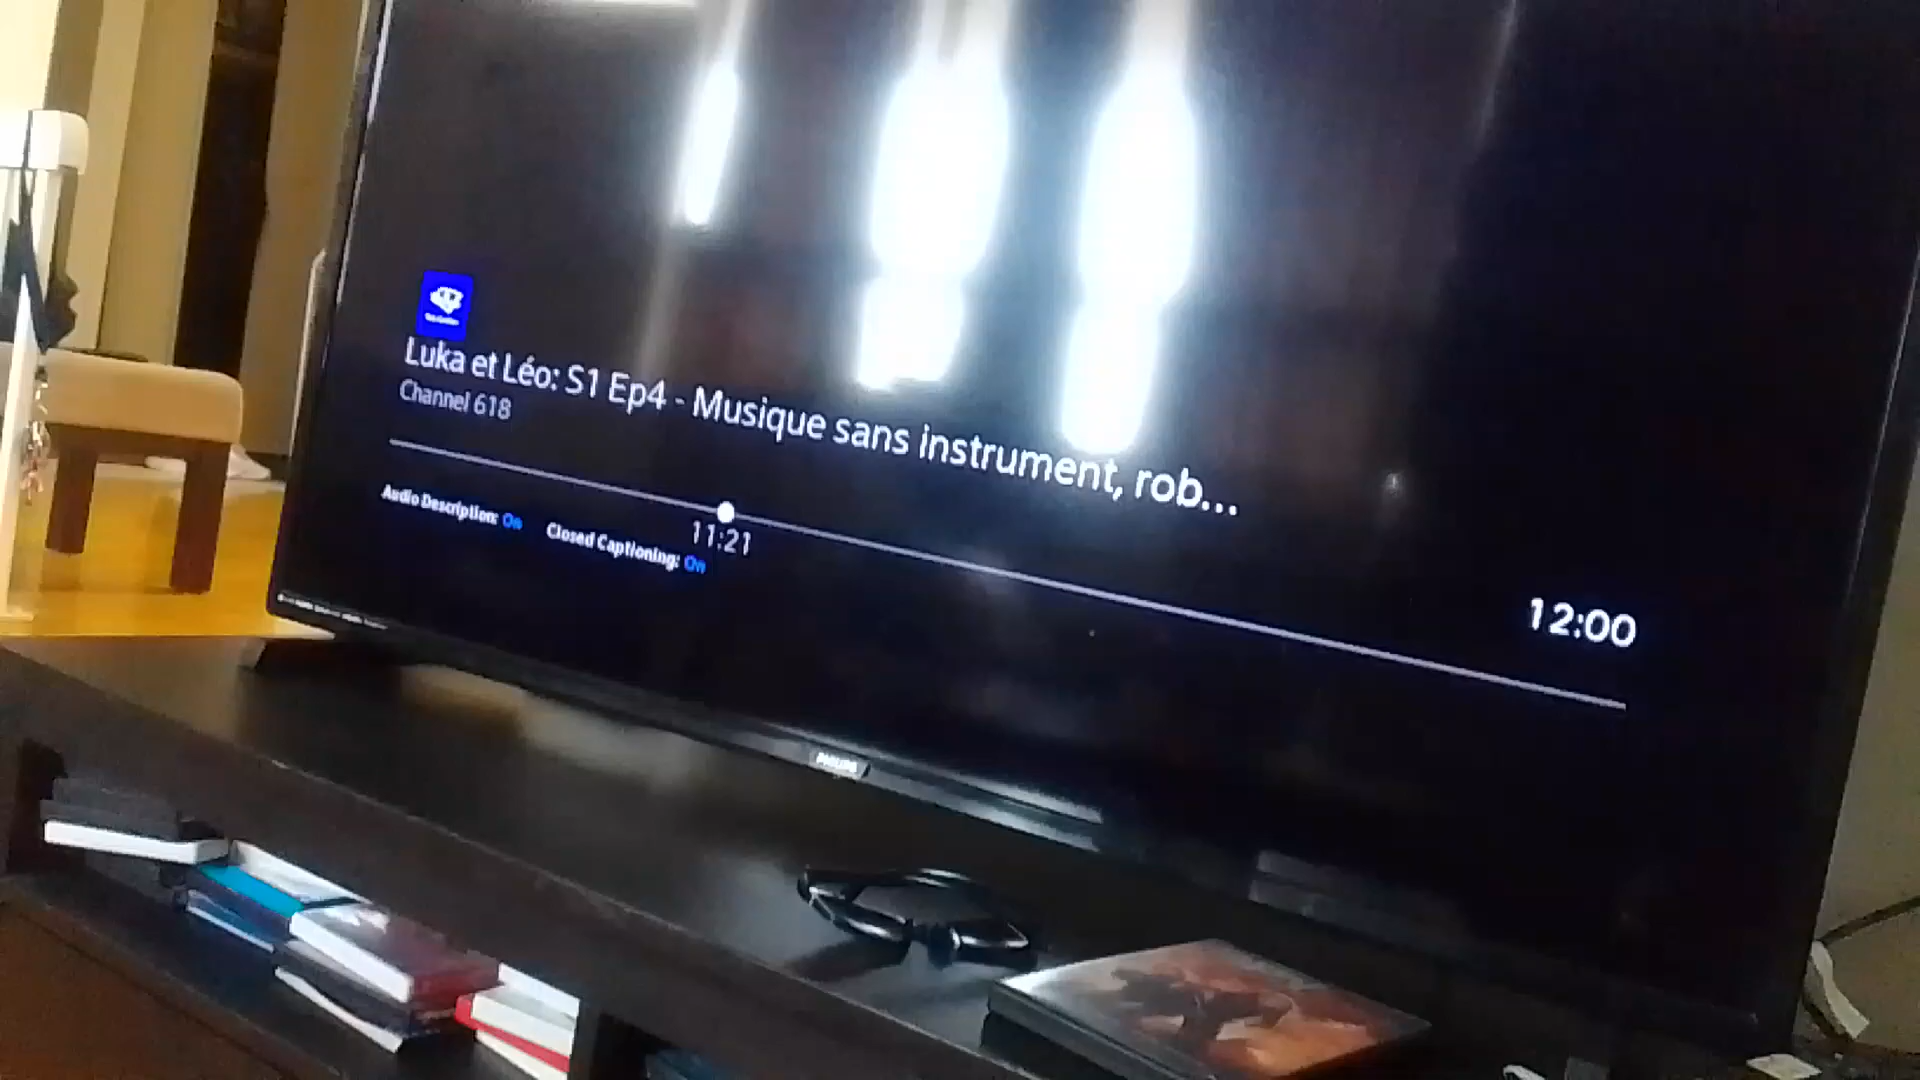 Luka et Léo: S1 Ep4 - Musique sans instrument, rob...
Channel 618
11:21
Audio Description: On Closed Captioning: On
12:00
PHILIPS